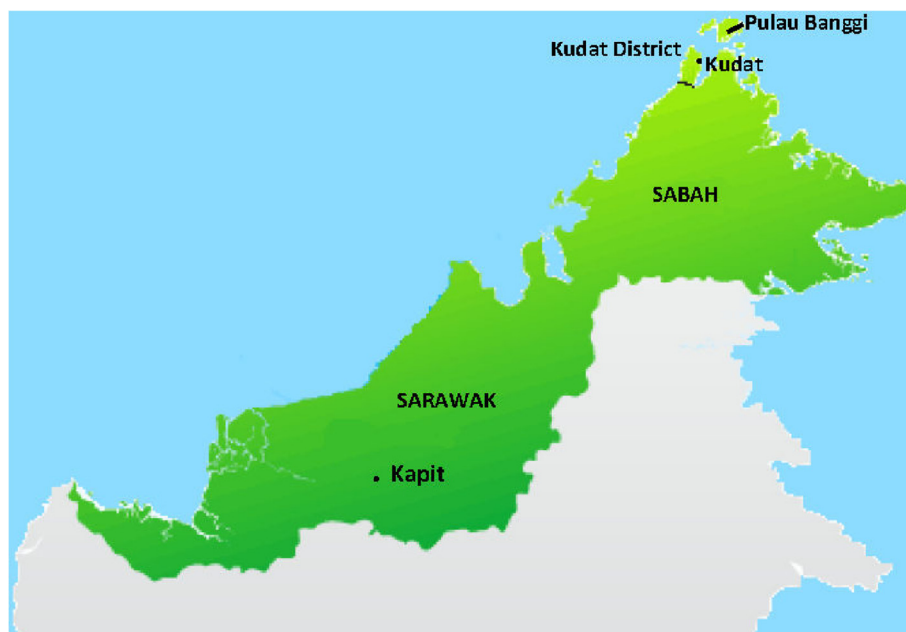 Pulau Banggi
Kudat District
Kudat
SABAH
SARAWAK
Kapit